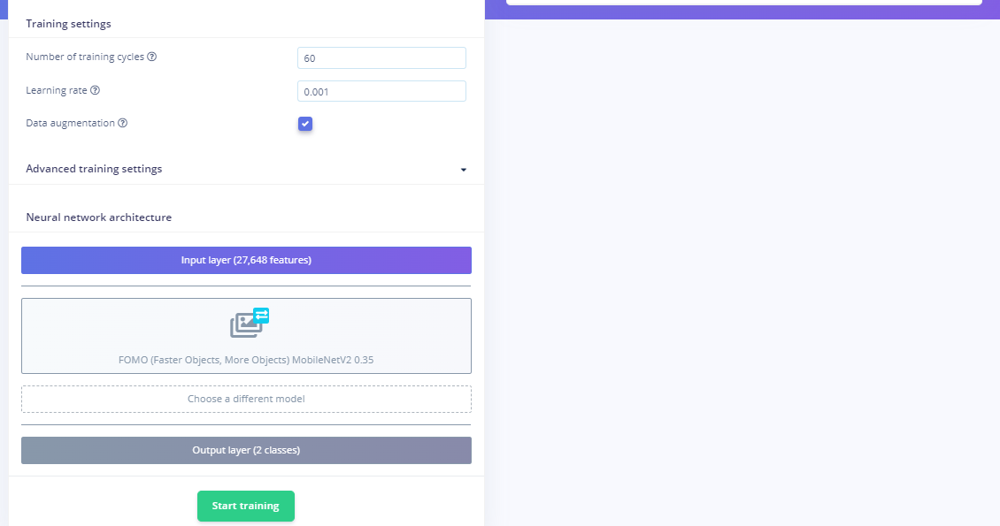 Training settings
Number of training cycles
60
Learning rate
0.001
Data augmentation
Advanced training settings
Neural network architecture
Input layer (27,648 features)
FOMO (Faster Objects, More Objects) MobileNetV2 0.35
Choose a different model
Output layer (2 classes)
Start training